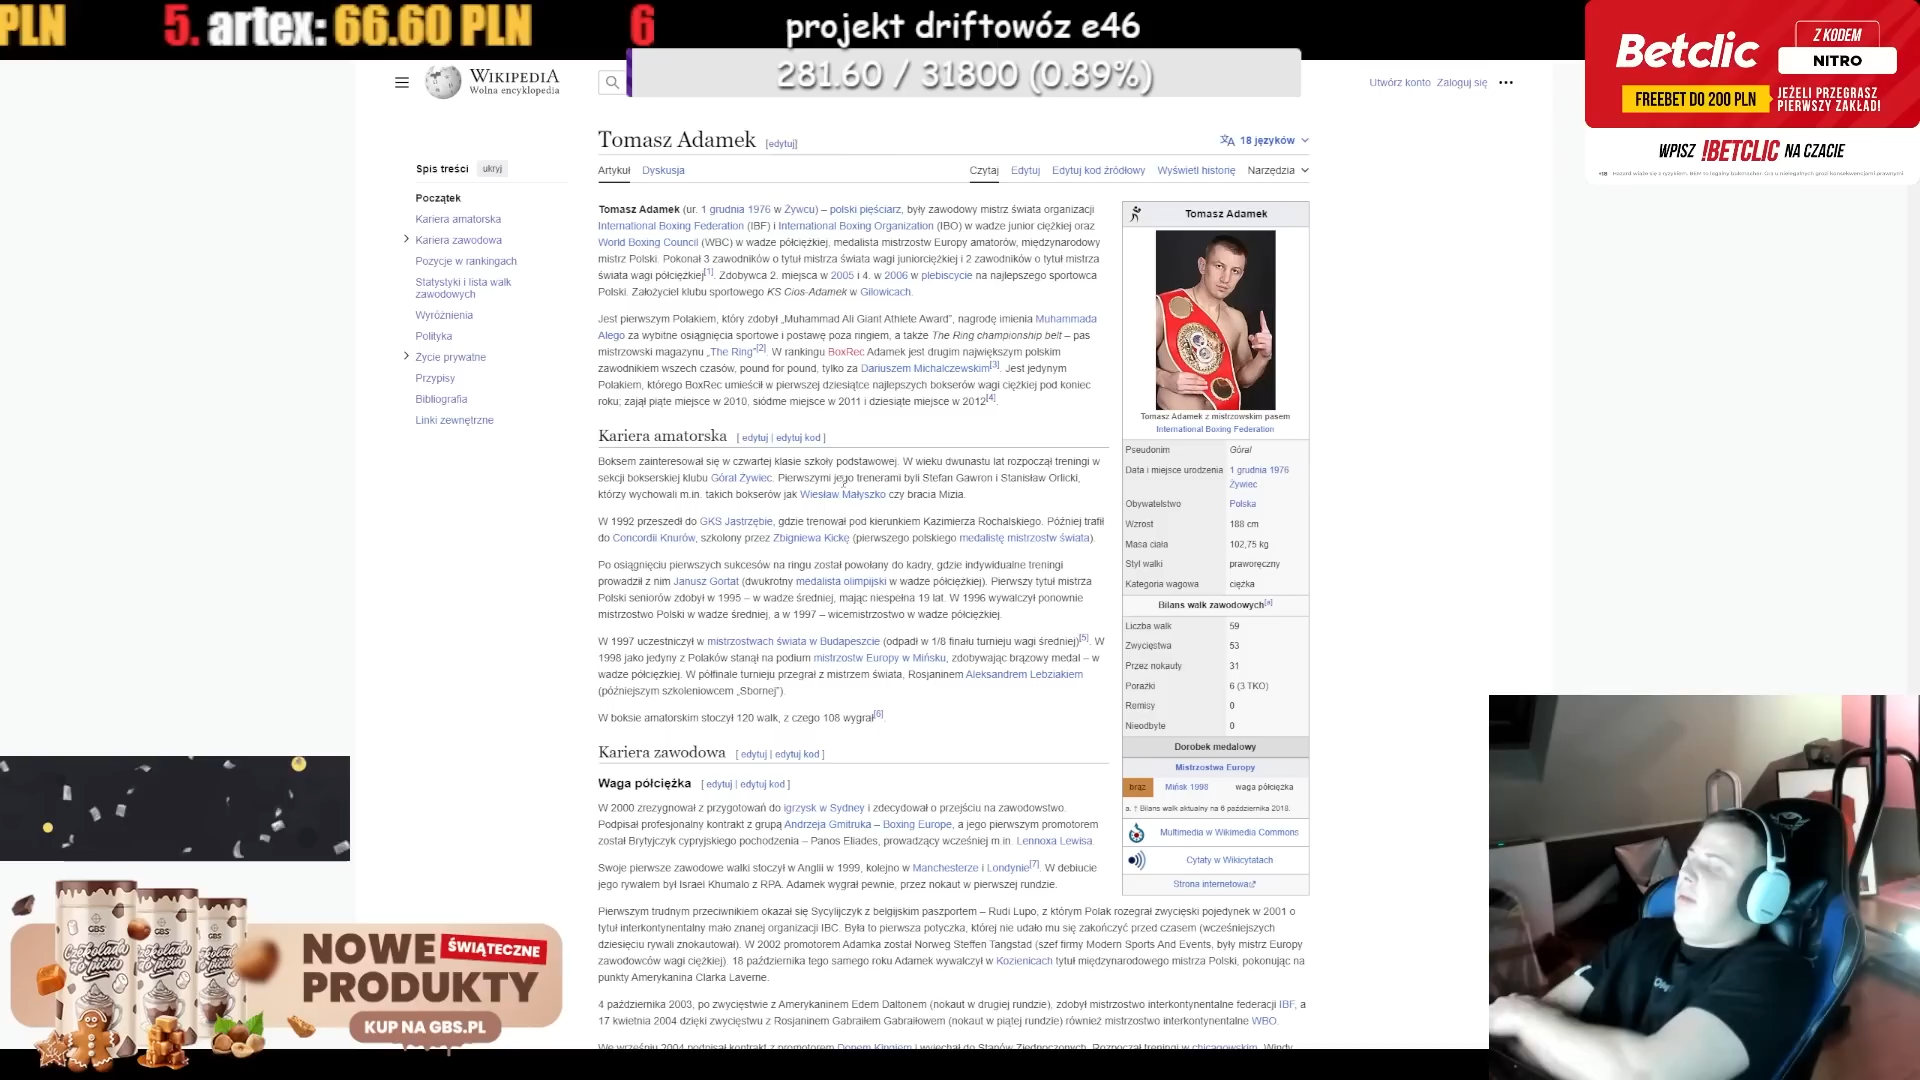 PLN 5. artex: 66.60 PLN 6
projekt driftowóz e46
281.60 / 31800 (0.89%)
Betclic
Z KODEM
NITRO
FREEBET DO 200 PLN
JEŻELI PRZEGRASZ
PIERWSZY ZAKŁAD!
WPISZ !BETCLIC NA CZACIE
WIKIPEDIA
Wolna encyklopedia
Utwórz konto Zaloguj się
Tomasz Adamek [edytuj]
18 języków
Artykuł Dyskusja Czytaj Edytuj Edytuj kod źródłowy Wyświetl historię Narzędzia
Spis treści ukryj
Początek
Kariera amatorska
Kariera zawodowa
Pozycje w rankingach
Statystyki i lista walk
zawodowych
Wyróżnienia
Polityka
Życie prywatne
Przypisy
Bibliografia
Linki zewnętrzne
Tomasz Adamek (ur. 1 grudnia 1976 w Żywcu) – polski pięściarz, były zawodowy mistrz świata organizacji
International Boxing Federation (IBF) i International Boxing Organization (IBO) w wadze junior ciężkiej oraz
World Boxing Council (WBC) w wadze półciężkiej, medalista mistrzostw Europy amatorów, międzynarodowy
mistrz Polski. Pokonał 3 zawodników o tytuł mistrza świata wagi juniorciężkiej i 2 zawodników o tytuł mistrza
świata wagi półciężkiej[1]. Zdobywca 2. miejsca w 2005 i 4. w 2006 w plebiscycie na najlepszego sportowca
Polski. Założyciel klubu sportowego KS Cios-Adamek w Gilowicach.
Jest pierwszym Polakiem, który zdobył „Muhammad Ali Giant Athlete Award”, nagrodę imienia Muhammada
Alego za wybitne osiągnięcia sportowe i postawę poza ringiem, a także The Ring championship belt – pas
mistrzowski magazynu „The Ring”[2]. W rankingu BoxRec Adamek jest drugim największym polskim
zawodnikiem wszech czasów, pound for pound, tylko za Dariuszem Michalczewskim[3]. Jest jedynym
Polakiem, którego BoxRec umieścił w pierwszej dziesiątce najlepszych bokserów wagi ciężkiej pod koniec
roku; zajął piąte miejsce w 2010, siódme miejsce w 2011 i dziesiąte miejsce w 2012[4].
Kariera amatorska [ edytuj | edytuj kod ]
Boksem zainteresował się w czwartej klasie szkoły podstawowej. W wieku dwunastu lat rozpoczął treningi w
sekcji bokserskiej klubu Góral Żywiec. Pierwszymi jego trenerami byli Stefan Gawron i Stanisław Orlicki,
którzy wychowali m.in. takich bokserów jak Wiesław Małyszko czy bracia Mizia.
W 1992 przeszedł do GKS Jastrzębie, gdzie trenował pod kierunkiem Kazimierza Rochalskiego. Później trafił
do Concordii Knurów, szkolony przez Zbigniewa Kickę (pierwszego polskiego medalistę mistrzostw świata).
Po osiągnięciu pierwszych sukcesów na ringu został powołany do kadry, gdzie indywidualne treningi
prowadził z nim Janusz Gortat (dwukrotny medalista olimpijski w wadze półciężkiej). Pierwszy tytuł mistrza
Polski seniorów zdobył w 1995 – w wadze średniej, mając niespełna 19 lat. W 1996 wywalczył ponownie
mistrzostwo Polski w wadze średniej, a w 1997 – wicemistrzostwo w wadze półciężkiej.
W 1997 uczestniczył w mistrzostwach świata w Budapeszcie (odpadł w 1/8 finału turnieju wagi średniej)[5]. W
1998 jako jedyny z Polaków stanął na podium mistrzostw Europy w Mińsku, zdobywając brązowy medal – w
wadze półciężkiej. W półfinale turnieju przegrał z mistrzem świata, Rosjaninem Aleksandrem Lebziakiem
(późniejszym szkoleniowcem „Sbornej”).
W boksie amatorskim stoczył 120 walk, z czego 108 wygrał[6].
Kariera zawodowa [ edytuj | edytuj kod ]
Waga półciężka [ edytuj | edytuj kod ]
W 2000 zrezygnował z przygotowań do igrzysk w Sydney i zdecydował o przejściu na zawodowstwo.
Podpisał profesjonalny kontrakt z grupą Andrzeja Gmitruka – Boxing Europe, a jego pierwszym promotorem
został Brytyjczyk cypryjskiego pochodzenia – Panos Eliades, prowadzący wcześniej m.in. Lennoxa Lewisa.
Swoje pierwsze zawodowe walki stoczył w Anglii w 1999, kolejno w Manchesterze i Londynie[7]. W debiucie
jego rywalem był Israel Khumalo z RPA. Adamek wygrał pewnie, przez nokaut w pierwszej rundzie.
Pierwszym trudnym przeciwnikiem okazał się Sycylijczyk z belgijskim paszportem – Rudi Lupo, z którym Polak rozegrał zwycięski pojedynek w 2001 o
tytuł interkontynentalny mało znanej organizacji IBC. Była to pierwsza potyczka, której nie udało mu się zakończyć przed czasem (wcześniejszych
dziesięciu rywali znokautował). W 2002 promotorem Adamka został Norweg Steffen Tangstad (szef firmy Modern Sports And Events, były mistrz Europy
zawodowców wagi ciężkiej). 18 października tego samego roku Adamek wywalczył w Kozienicach tytuł międzynarodowego mistrza Polski, pokonując na
punkty Amerykanina Clarka Laverne.
4 października 2003, po zwycięstwie z Amerykaninem Edem Daltonem (nokaut w drugiej rundzie), zdobył mistrzostwo interkontynentalne federacji IBF, a
17 kwietnia 2004 dzięki zwycięstwu z Rosjaninem Gabraiłem Gabraiłowem (nokaut w piątej rundzie) również mistrzostwo interkontynentalne WBO.
We wrześniu 2004 podpisał kontrakt z promotorem Donem Kingiem i wyjechał do Stanów Zjednoczonych. Rozpoczął treningi w chicagowskim, Windy
Tomasz Adamek
Tomasz Adamek z mistrzowskim pasem
International Boxing Federation
Pseudonim Góral
Data i miejsce urodzenia 1 grudnia 1976
Żywiec
Obywatelstwo Polska
Wzrost 188 cm
Masa ciała 102,75 kg
Styl walki praworęczny
Kategoria wagowa ciężka
Bilans walk zawodowych[a]
Liczba walk 59
Zwycięstwa 53
Przez nokauty 31
Porażki 6 (3 TKO)
Remisy 0
Nieodbyte 0
Dorobek medalowy
Mistrzostwa Europy
brąz Mińsk 1998 waga półciężka
a. ↑ Bilans walk aktualny na 6 października 2018.
Multimedia w Wikimedia Commons
Cytaty w Wikicytatach
Strona internetowa
GBS GBS GBS
NOWE ŚWIĄTECZNE
PRODUKTY
KUP NA GBS.PL